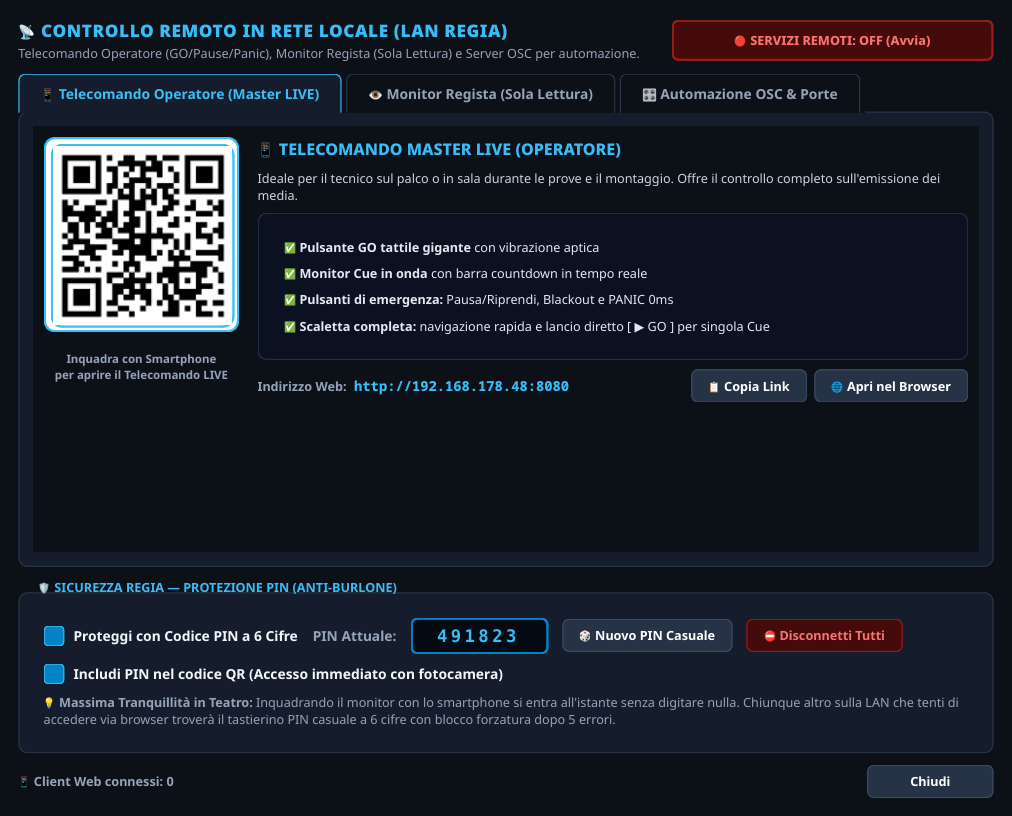 📡 CONTROLLO REMOTO IN RETE LOCALE (LAN REGIA)
Telecomando Operatore (GO/Pause/Panic), Monitor Regista (Sola Lettura) e Server OSC per automazione.
🔴 SERVIZI REMOTI: OFF (Avvia)
📱 Telecomando Operatore (Master LIVE)
👁️ Monitor Regista (Sola Lettura)
🎛️ Automazione OSC & Porte
📱 TELECOMANDO MASTER LIVE (OPERATORE)
Ideale per il tecnico sul palco o in sala durante le prove e il montaggio. Offre il controllo completo sull'emissione dei
media.
✅ Pulsante GO tattile gigante con vibrazione aptica
✅ Monitor Cue in onda con barra countdown in tempo reale
✅ Pulsanti di emergenza: Pausa/Riprendi, Blackout e PANIC 0ms
✅ Scaletta completa: navigazione rapida e lancio diretto [ ▶ GO ] per singola Cue
Inquadra con Smartphone
per aprire il Telecomando LIVE
Indirizzo Web: http://192.168.178.48:8080
📋 Copia Link
🌐 Apri nel Browser
🛡️ SICUREZZA REGIA — PROTEZIONE PIN (ANTI-BURLONE)
Proteggi con Codice PIN a 6 Cifre
PIN Attuale:
491823
🎲 Nuovo PIN Casuale
⛔ Disconnetti Tutti
Includi PIN nel codice QR (Accesso immediato con fotocamera)
💡 Massima Tranquillità in Teatro: Inquadrando il monitor con lo smartphone si entra all'istante senza digitare nulla. Chiunque altro sulla LAN che tenti di
accedere via browser troverà il tastierino PIN casuale a 6 cifre con blocco forzatura dopo 5 errori.
📱 Client Web connessi: 0
Chiudi